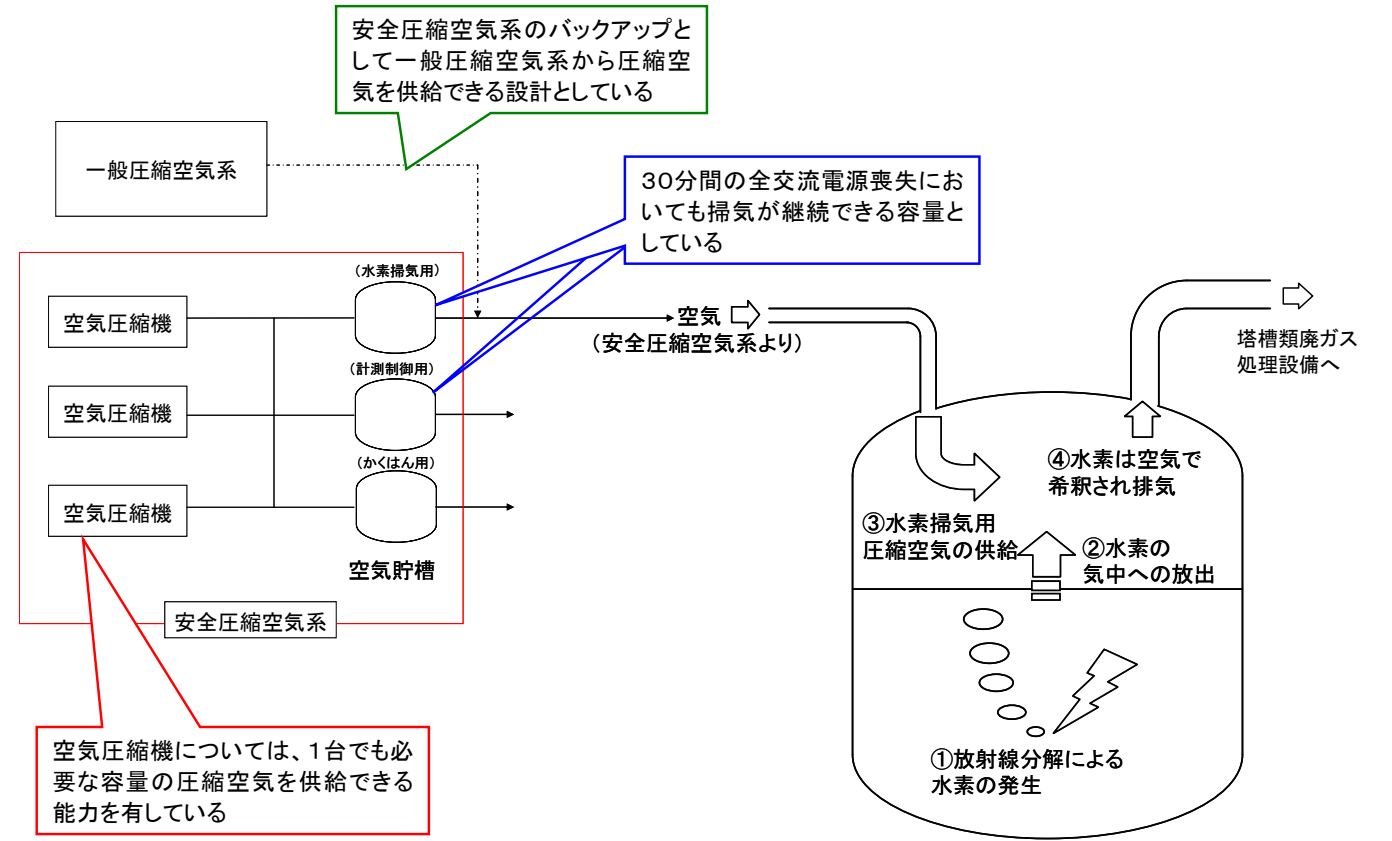 安全圧縮空気系のバックアップと
して一般圧縮空気系から圧縮空
気を供給できる設計としている
一般圧縮空気系
30分間の全交流電源喪失にお
いても掃気が継続できる容量と
している
(水素掃気用)
空気圧縮機
空気
(安全圧縮空気系より)
塔槽類廃ガス
処理設備へ
(計測制御用)
空気圧縮機
(かくはん用)
空気圧縮機
空気貯槽
安全圧縮空気系
④水素は空気で
希釈され排気
③水素掃気用
圧縮空気の供給
②水素の
気中への放出
①放射線分解による
水素の発生
空気圧縮機については、1台でも必
要な容量の圧縮空気を供給できる
能力を有している